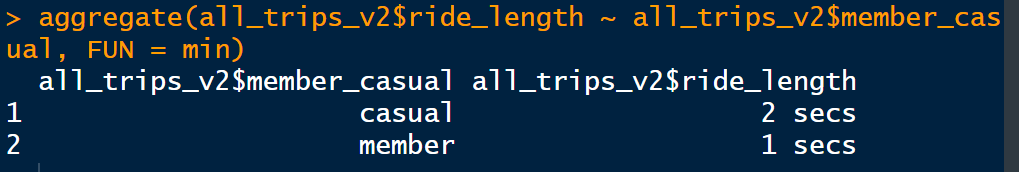 > aggregate(all_trips_v2$ride_length ~ all_trips_v2$member_cas
ual, FUN = min)
  all_trips_v2$member_casual all_trips_v2$ride_length
1                     casual                   2 secs
2                     member                   1 secs